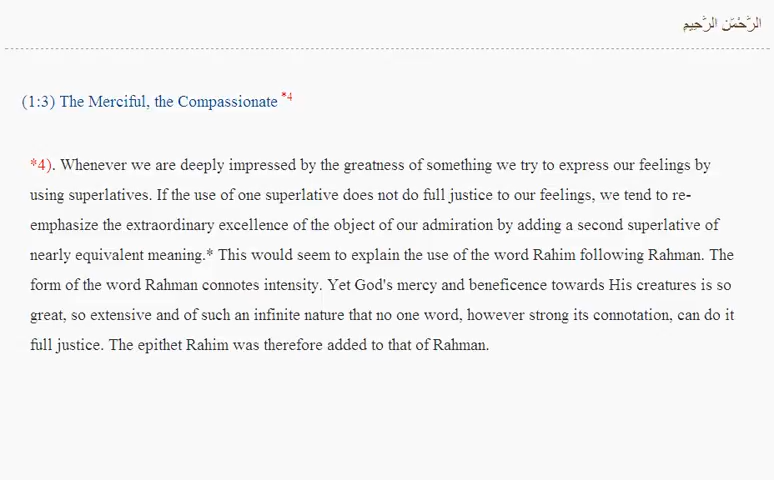 الرَّحْمٰنِ الرَّحِيْمِ
(1:3) The Merciful, the Compassionate *4
*4). Whenever we are deeply impressed by the greatness of something we try to express our feelings by
using superlatives. If the use of one superlative does not do full justice to our feelings, we tend to re-
emphasize the extraordinary excellence of the object of our admiration by adding a second superlative of
nearly equivalent meaning.* This would seem to explain the use of the word Rahim following Rahman. The
form of the word Rahman connotes intensity. Yet God's mercy and beneficence towards His creatures is so
great, so extensive and of such an infinite nature that no one word, however strong its connotation, can do it
full justice. The epithet Rahim was therefore added to that of Rahman.